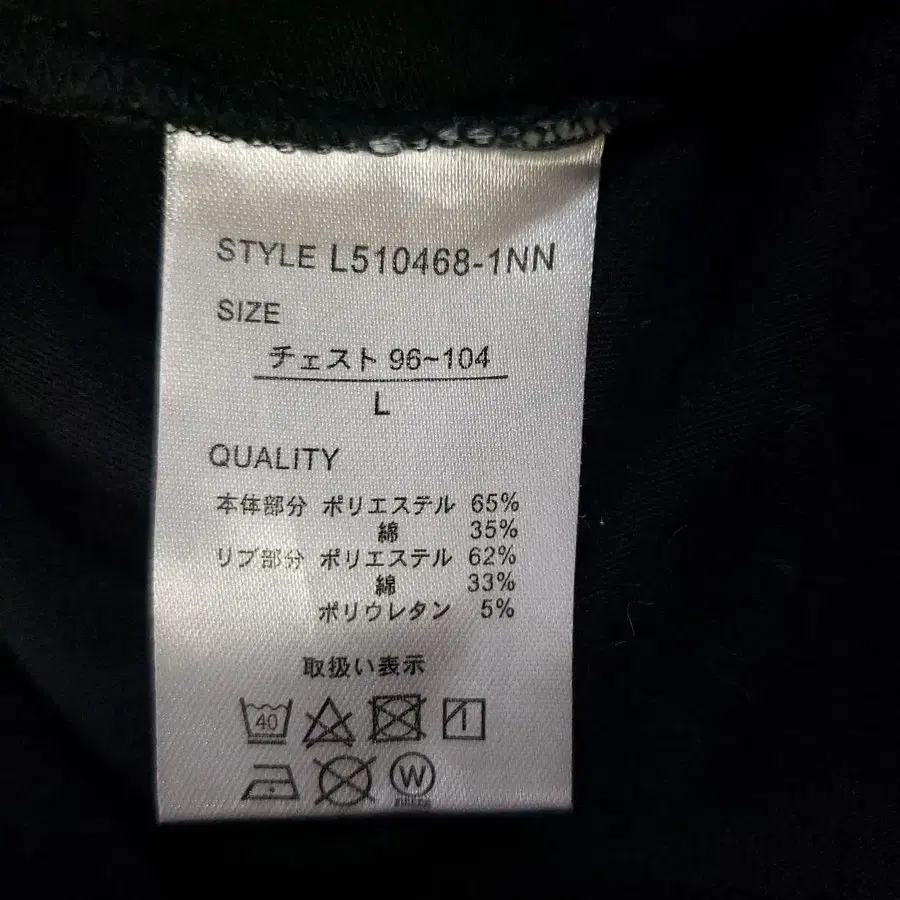 STYLE L510468-1NN
SIZE
チェスト 96~104
L
QUALiTY
本体部分 ポリエステル 65%
綿 35%
リブ部分 ポリエステル 62%
綿 33%
ポリウレタン 5%
取扱い表示
40
W